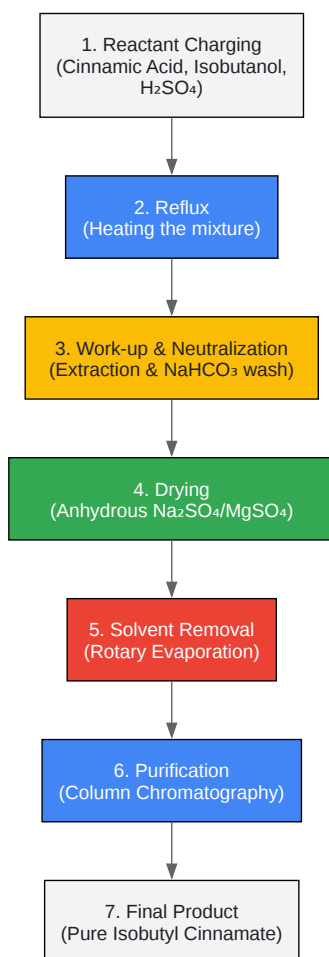 1. Reactant Charging
(Cinnamic Acid, Isobutanol,
H₂SO₄)
2. Reflux
(Heating the mixture)
3. Work-up & Neutralization
(Extraction & NaHCO₃ wash)
4. Drying
(Anhydrous Na₂SO₄/MgSO₄)
5. Solvent Removal
(Rotary Evaporation)
6. Purification
(Column Chromatography)
7. Final Product
(Pure Isobutyl Cinnamate)